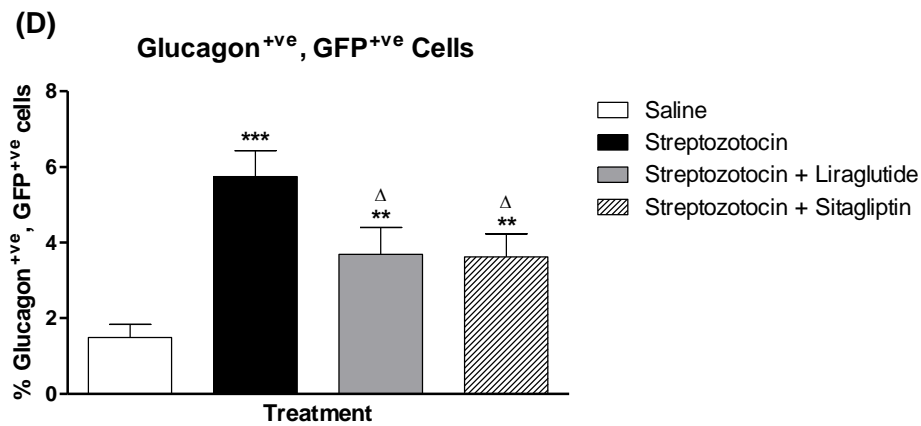 (D)
Glucagon+ve, GFP+ve Cells
% Glucagon+ve, GFP+ve cells
8
6
4
2
0
***
Δ
**
Δ
**
Treatment
Saline
Streptozotocin
Streptozotocin + Liraglutide
Streptozotocin + Sitagliptin